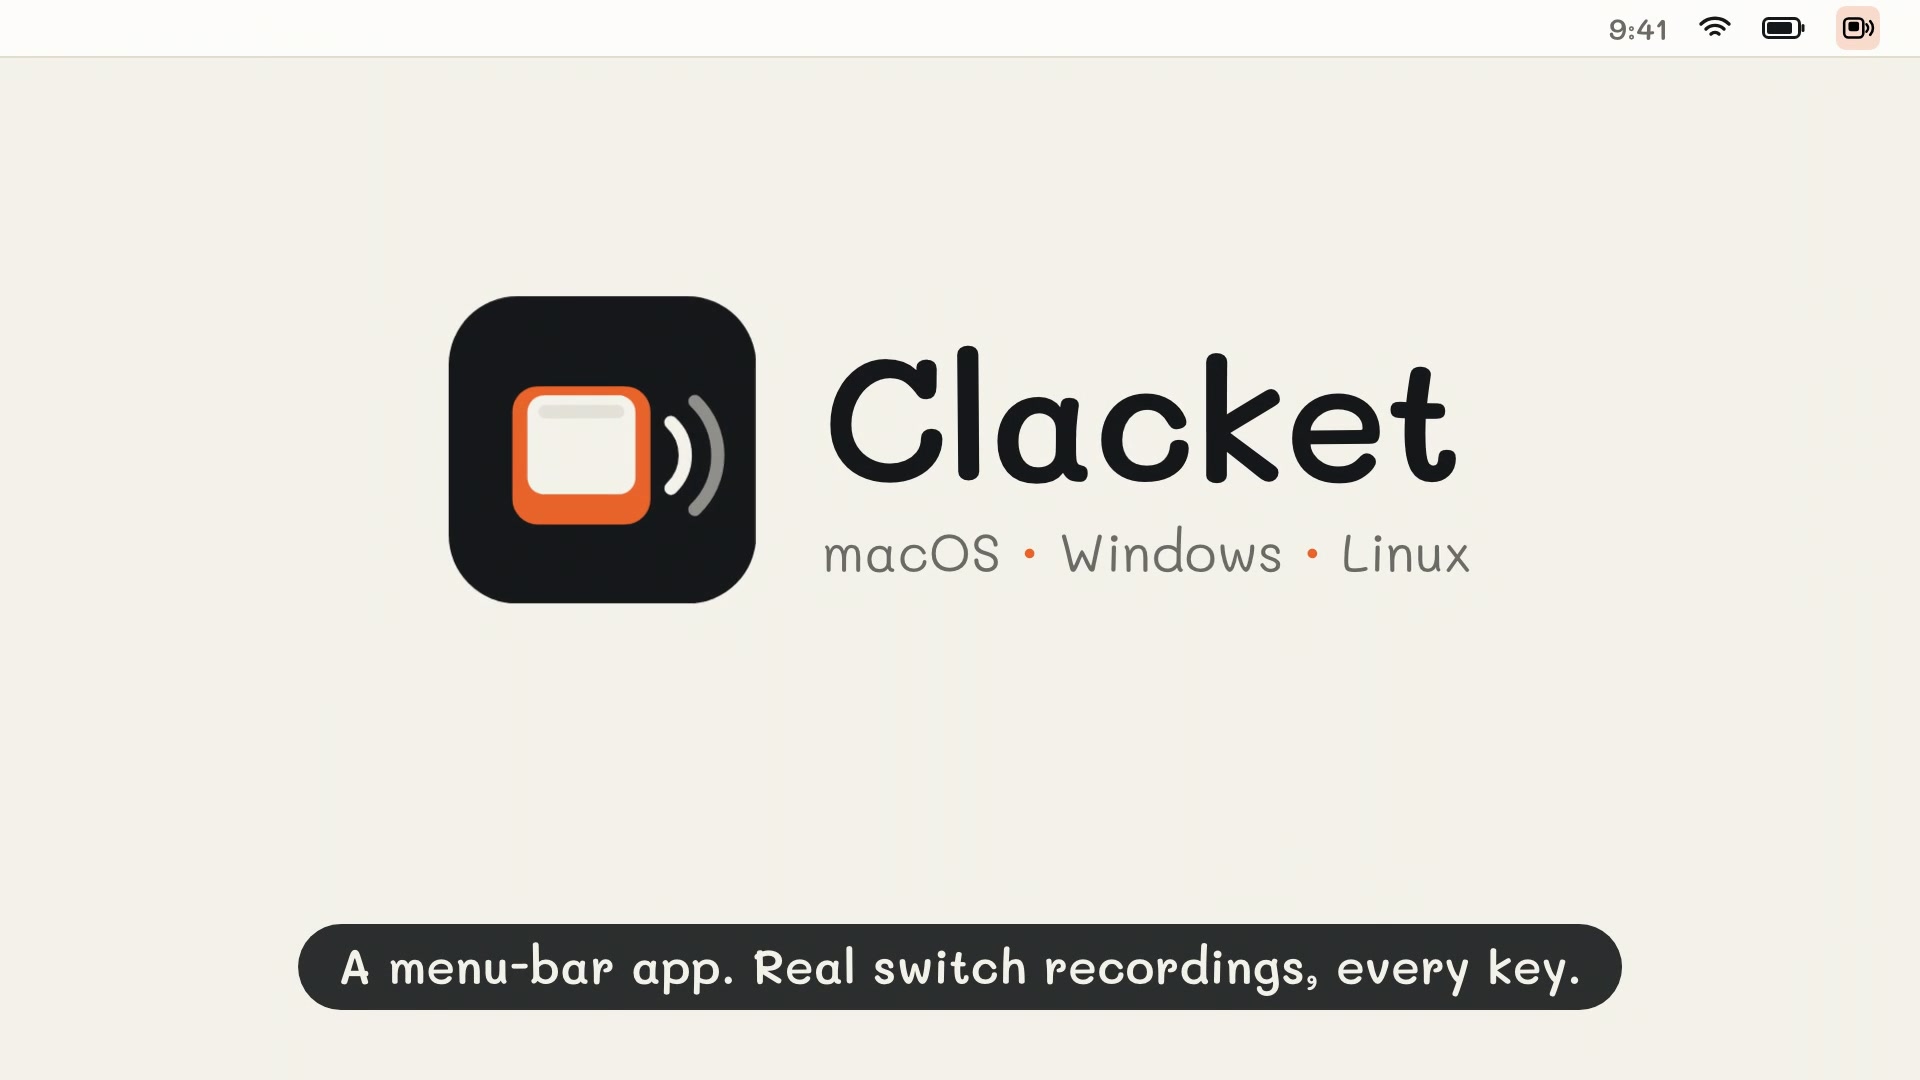 9:41
Clacket
macOS • Windows • Linux
A menu-bar app. Real switch recordings, every key.